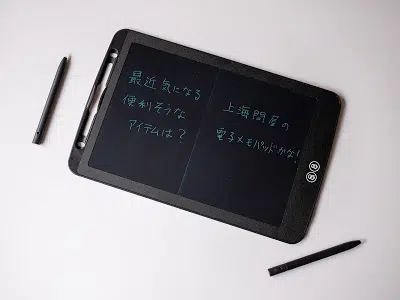 最近気になる
便利そうな
アイテムは?
上海問屋の
電子メモパッドかな!